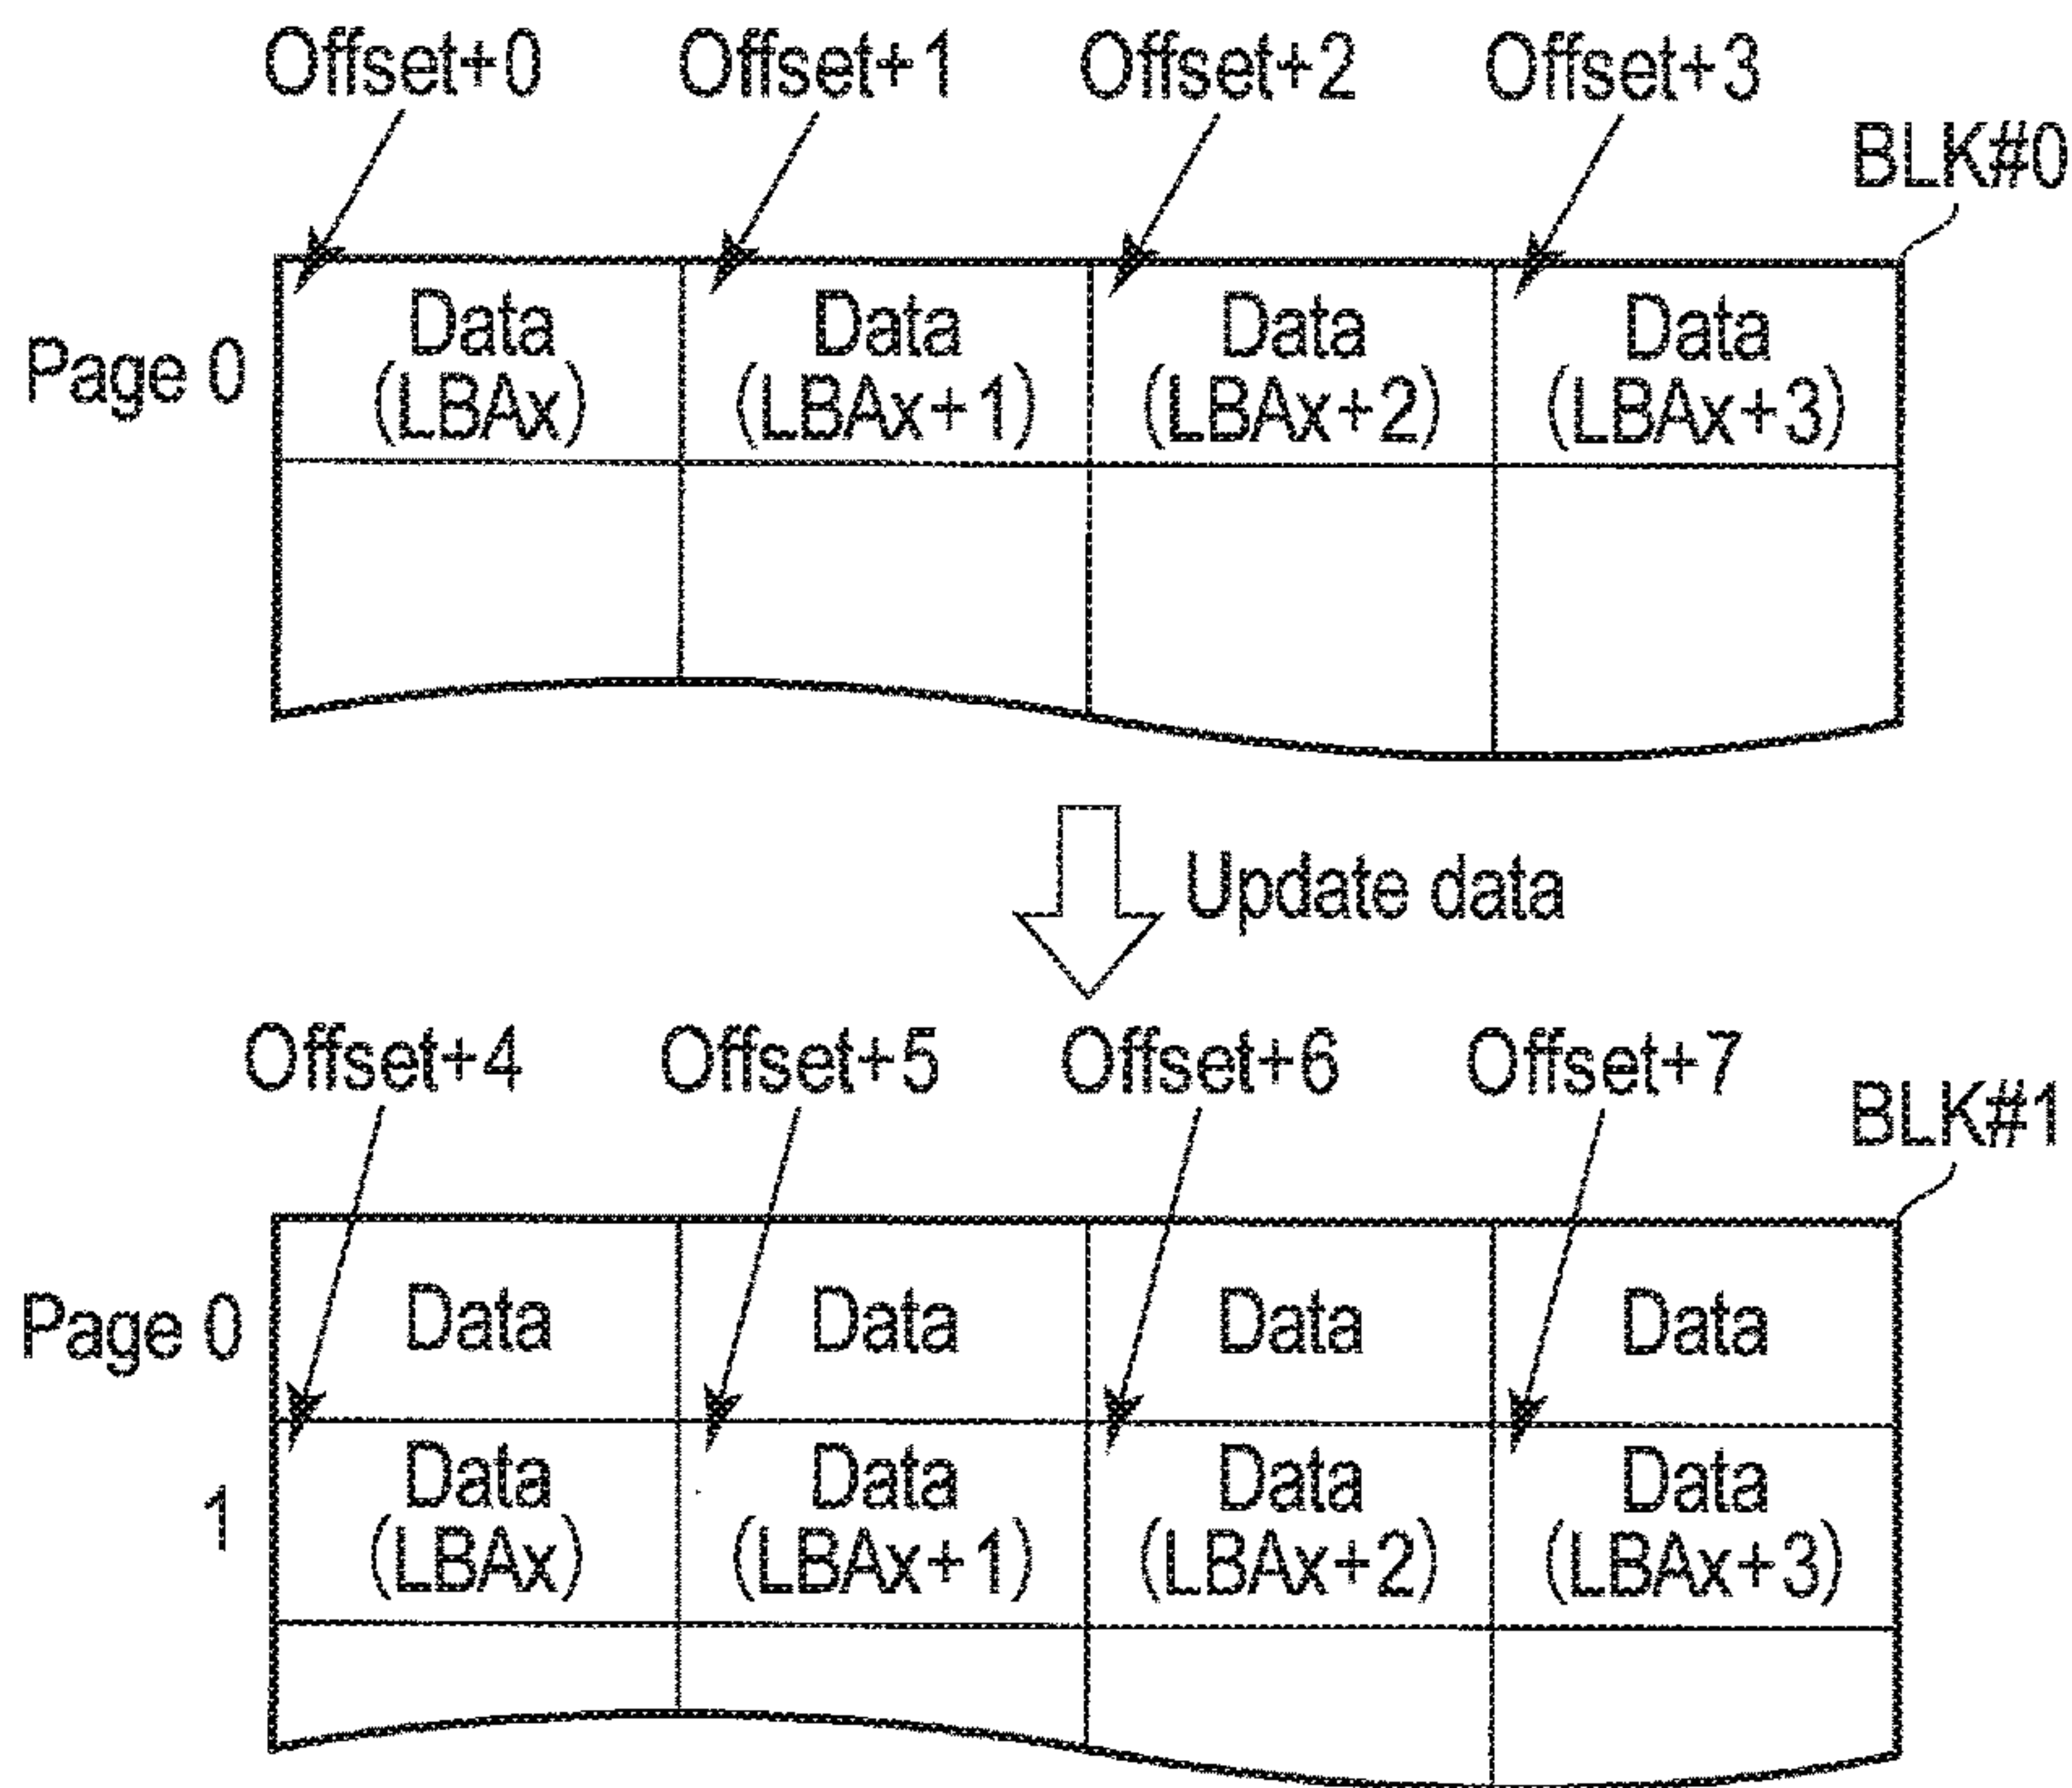 Offset+0 Offset+1 Offset+2 Offset+3
BLK#0
Page 0
Data Data Data Data
(LBAx) (LBAx+1) (LBAx+2) (LBAx+3)
Update data
Offset+4 Offset+5 Offset+6 Offset+7
BLK#1
Page 0 Data Data Data Data
1
Data Data Data Data
(LBAx) (LBAx+1) (LBAx+2) (LBAx+3)